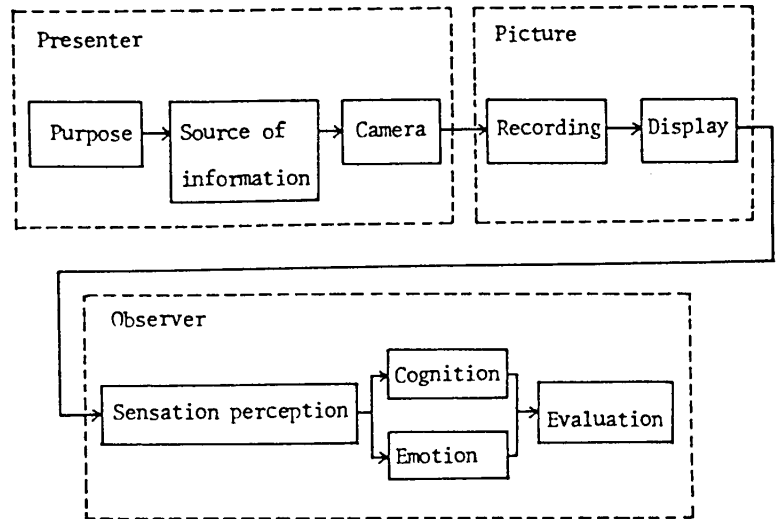 Presenter
Purpose
Source of
information
Camera
Picture
Recording
Display
Observer
Sensation perception
Cognition
Emotion
Evaluation